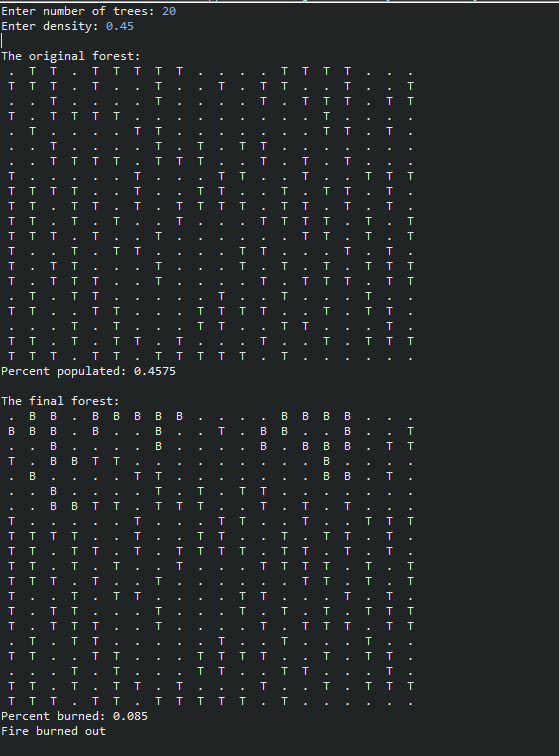 Enter number of trees: 20
Enter density: 0.45
The original forest:
. T T . T T T T T . . . . T T T T . . .
T T T . T . . T . . T . T T . . T . . T
. . T . . . . T . . . . T . T T T . T T
T . T T T T . . . . . . . . . T . . . .
. T . . . . T T . . . . . . . T T . T .
. . T . . . . T . T . T T . . . . . . .
. . T T T T . T T T . . T . T . T . . .
T . . . . . T . . . T T . . T . . T T T
T T T T . . T . . T T . . T . T T . T .
T . . T T . T . T T T T . T T T T . T .
T T . T . T . . T . . . T T T T . T . T
T T T . T . . T . . . . . . T T . T . T
T . . T . T T . . . . T T . . . T . T .
T . T T . . . T . . . T . T . T . T T T
T . T T T . . T . . . . T . T T T . T T
. T . T T . . . . . T . . T . . . T . .
T T . . T T . . . T T T T . . . . T T .
. . . T . T . . . T T . . T T . . . T .
T T . T T T T . T . . . T . . T . T T T
T T T . T T . T T T T T . T . . . . . .
Percent populated: 0.4575
The final forest:
. B B . B B B B B . . . . B B B B . . .
B B B . B . . B . . T . B B . . B . . T
. . B . . . . B . . . . B . B B B . T T
T . B B T T . . . . . . . . . B . . . .
. B . . . . T T . . . . . . . B B . T .
. . B . . . . T . T . T T . . . . . . .
. . B B T T . T T T . . T . T . T . . .
T . . . . . T . . . T T . . T . . T T T
T T T T . . T . . T T . . T . T T . T .
T . . T T . T . T T T T . T T T T . T .
T T . T . T . . T . . . T T T T . T . T
T T T . T . . T . . . . . . T T . T . T
T . . T . T T . . . . T T . . . T . T .
T . T T . . . T . . . T . T . T . T T T
T . T T T . . T . . . . T . T T T . T T
. T . T T . . . . . T . . T . . . T . .
T T . . T T . . . T T T T . . . . T T .
. . . T . T . . . T T . . T T . . . T .
T T . T T T T . T . . . T . . T . T T T
T T T . T T . T T T T T . T . . . . . .
Percent burned: 0.085
Fire burned out